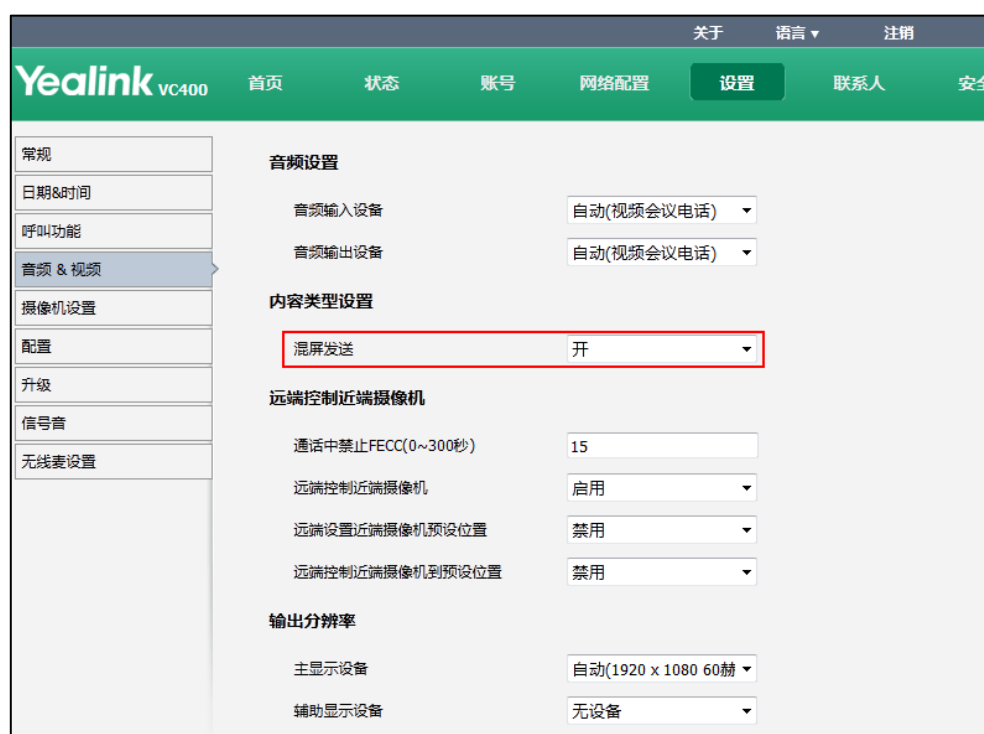 关于 语言▼ 注销
Yealink VC400 首页 状态 账号 网络配置 设置 联系人 安全
常规
日期&时间
呼叫功能
音频 & 视频
摄像机设置
配置
升级
信号音
无线麦设置
音频设置
音频输入设备 自动(视频会议电话)
音频输出设备 自动(视频会议电话)
内容类型设置
混屏发送 开
远端控制近端摄像机
通话中禁止FECC(0~300秒) 15
远端控制近端摄像机 启用
远端设置近端摄像机预设位置 禁用
远端控制近端摄像机到预设位置 禁用
输出分辨率
主显示设备 自动(1920 x 1080 60赫
辅助显示设备 无设备